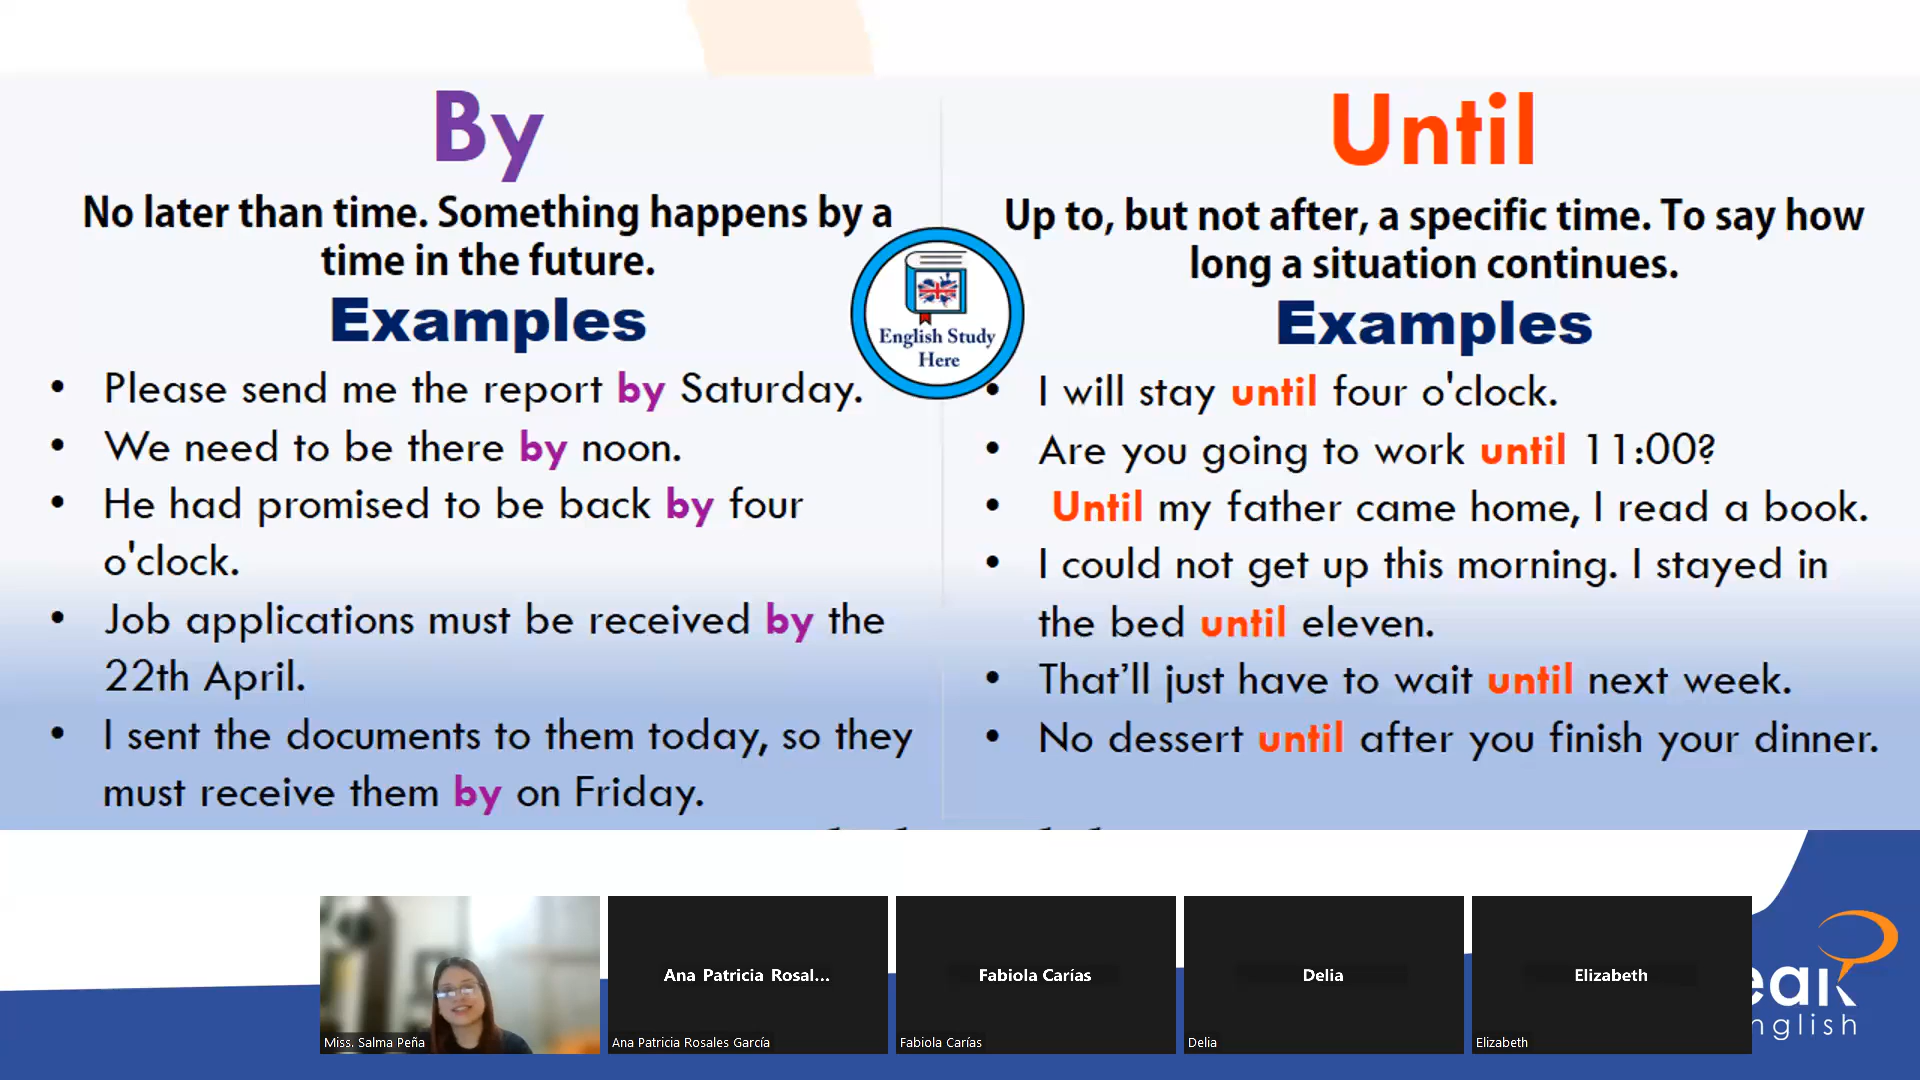 By
No later than time. Something happens by a
time in the future.
Examples
• Please send me the report by Saturday.
• We need to be there by noon.
• He had promised to be back by four
o'clock.
• Job applications must be received by the
22th April.
• I sent the documents to them today, so they
must receive them by on Friday.
English Study
Here
Until
Up to, but not after, a specific time. To say how
long a situation continues.
Examples
• I will stay until four o'clock.
• Are you going to work until 11:00?
• Until my father came home, I read a book.
• I could not get up this morning. I stayed in
the bed until eleven.
• That’ll just have to wait until next week.
• No dessert until after you finish your dinner.
Miss. Salma Peña
Ana Patricia Rosal...
Ana Patricia Rosales García
Fabiola Carías
Fabiola Carías
Delia
Delia
Elizabeth
Elizabeth
eak
nglish